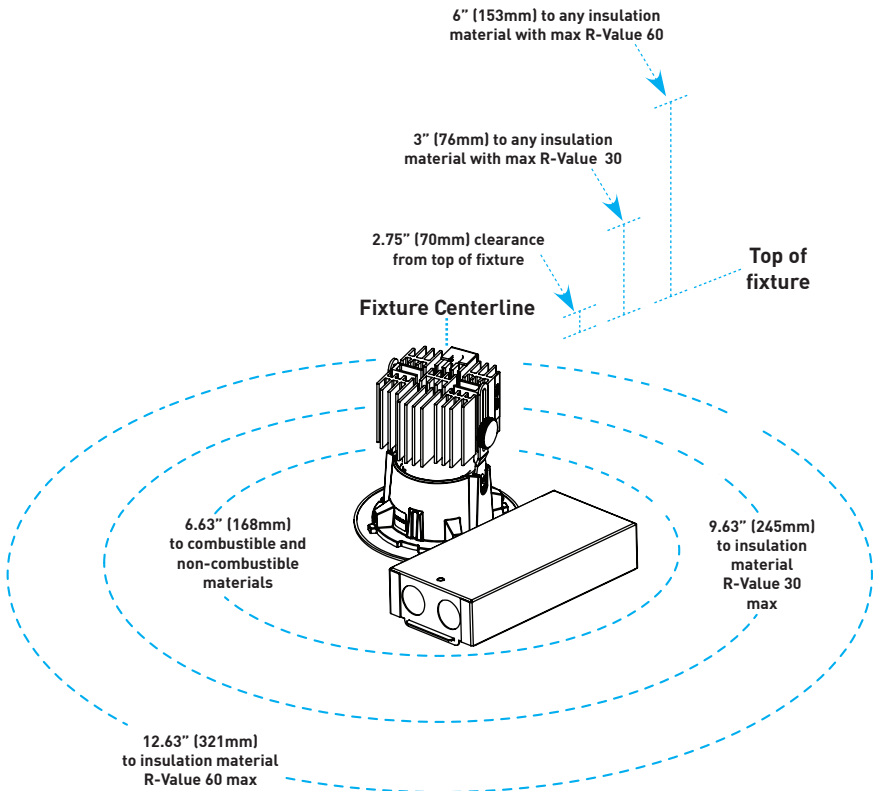 6” (153mm) to any insulation
material with max R-Value 60
3” (76mm) to any insulation
material with max R-Value 30
2.75” (70mm) clearance
from top of fixture
Top of
fixture
Fixture Centerline
6.63” (168mm)
to combustible and
non-combustible
materials
9.63” (245mm)
to insulation
material
R-Value 30
max
12.63” (321mm)
to insulation material
R-Value 60 max